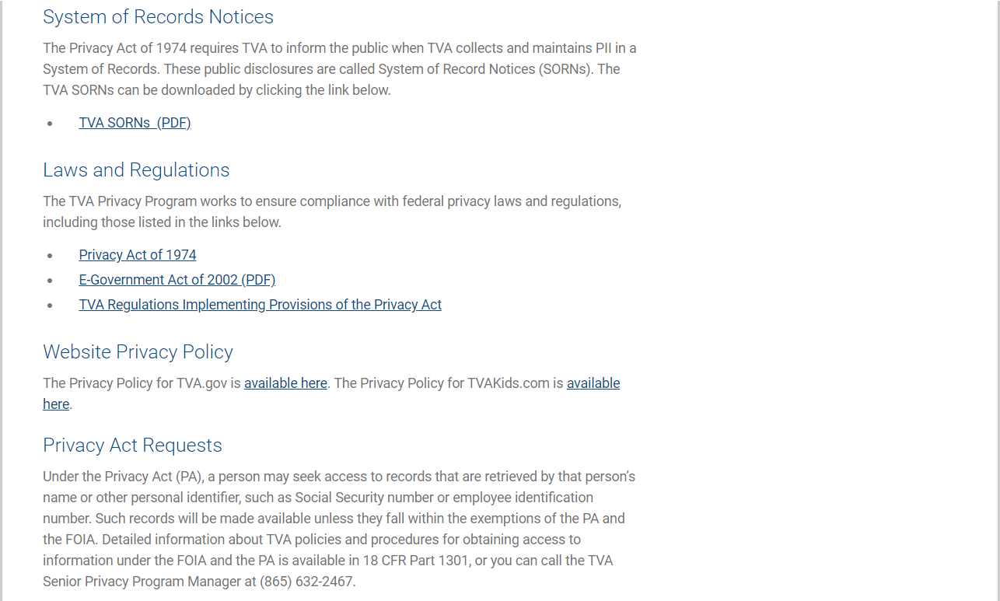 System of Records Notices
The Privacy Act of 1974 requires TVA to inform the public when TVA collects and maintains PII in a
System of Records. These public disclosures are called System of Record Notices (SORNs). The
TVA SORNs can be downloaded by clicking the link below.
• TVA SORNs  (PDF)
Laws and Regulations
The TVA Privacy Program works to ensure compliance with federal privacy laws and regulations,
including those listed in the links below.
• Privacy Act of 1974
• E-Government Act of 2002 (PDF)
• TVA Regulations Implementing Provisions of the Privacy Act
Website Privacy Policy
The Privacy Policy for TVA.gov is available here. The Privacy Policy for TVAKids.com is available
here.
Privacy Act Requests
Under the Privacy Act (PA), a person may seek access to records that are retrieved by that person’s
name or other personal identifier, such as Social Security number or employee identification
number. Such records will be made available unless they fall within the exemptions of the PA and
the FOIA. Detailed information about TVA policies and procedures for obtaining access to
information under the FOIA and the PA is available in 18 CFR Part 1301, or you can call the TVA
Senior Privacy Program Manager at (865) 632-2467.